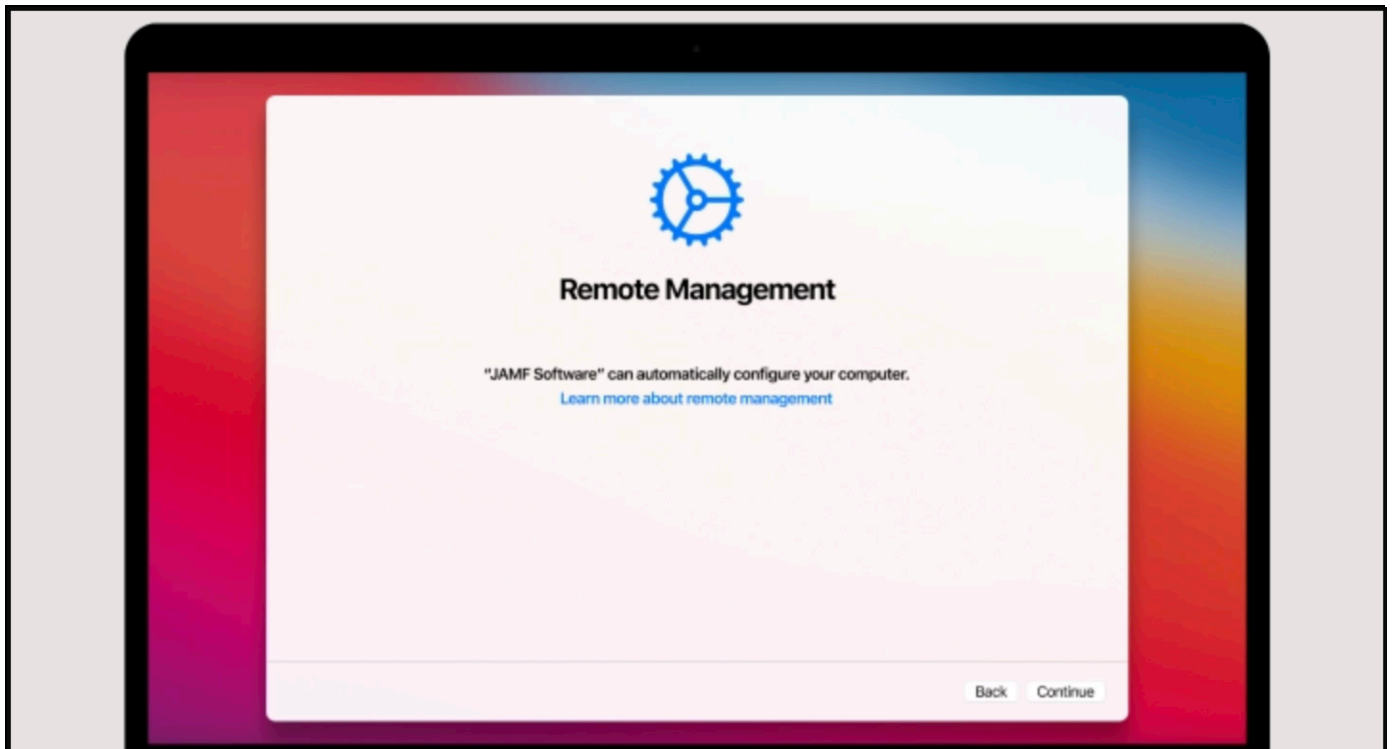 Remote Management
"JAMF Software" can automatically configure your computer.
Learn more about remote management
Back Continue